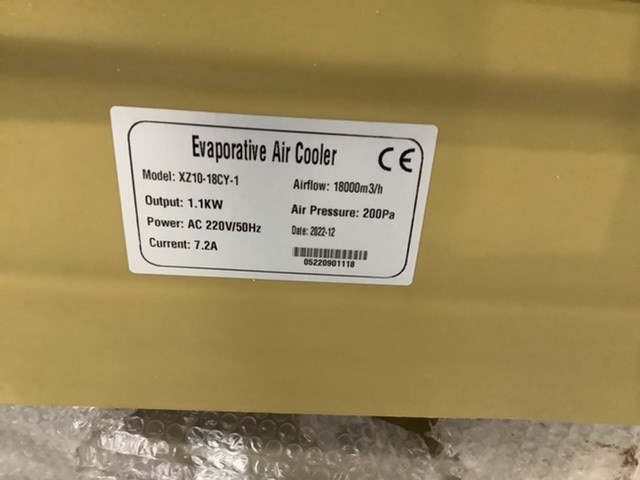 Evaporative Air Cooler
CE
Model: XZ10-18CY-1
Airflow: 18000m3/h
Output: 1.1KW
Air Pressure: 200Pa
Power: AC 220V/50Hz
Date: 2022-12
Current: 7.2A
05220901118